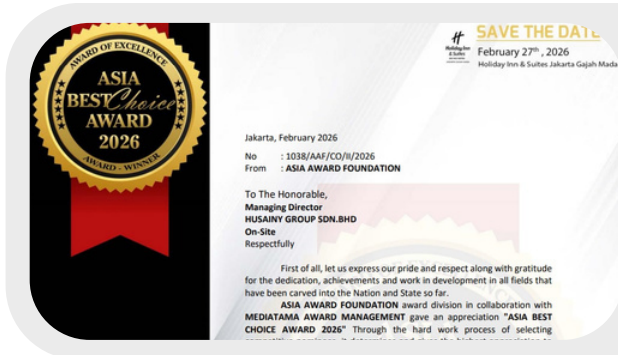 AWARD OF EXCELLENCE
ASIA
BEST Choice
AWARD
2026
AWARD - WINNER
Holiday Inn
& Suites
SAVE THE DATE
February 27th , 2026
Holiday Inn & Suites Jakarta Gajah Mada
Jakarta, February 2026
No : 1038/AAF/CO/II/2026
From : ASIA AWARD FOUNDATION
To The Honorable,
Managing Director
HUSAINY GROUP SDN.BHD
On-Site
Respectfully
First of all, let us express our pride and respect along with gratitude
for the dedication, achievements and work in development in all fields that
have been carved into the Nation and State so far.
ASIA AWARD FOUNDATION award division in collaboration with
MEDIATAMA AWARD MANAGEMENT gave an appreciation "ASIA BEST
CHOICE AWARD 2026" Through the hard work process of selecting